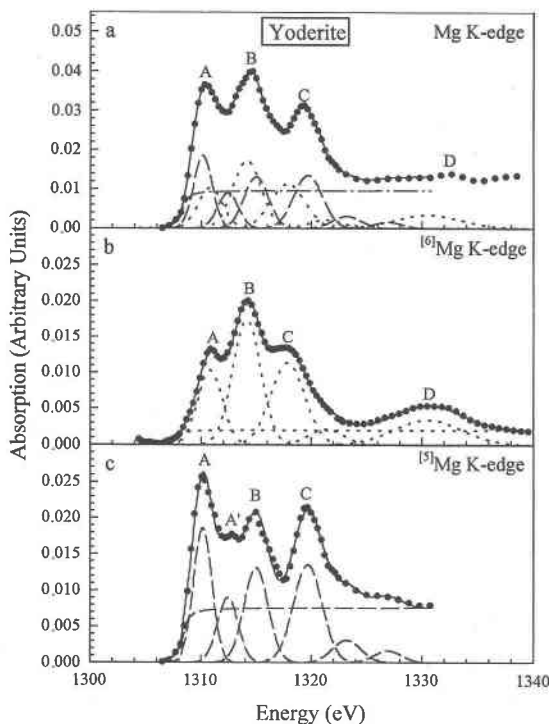 a
Yoderite
Mg K-edge
A
B
C
D
0.05
0.04
0.03
0.02
0.01
0.00
b
[6]Mg K-edge
A
B
C
D
0.025
0.020
0.015
0.010
0.005
0.000
c
[5]Mg K-edge
A
A'
B
C
0.025
0.020
0.015
0.010
0.005
0.000
Absorption (Arbitrary Units)
1300 1310 1320 1330 1340
Energy (eV)